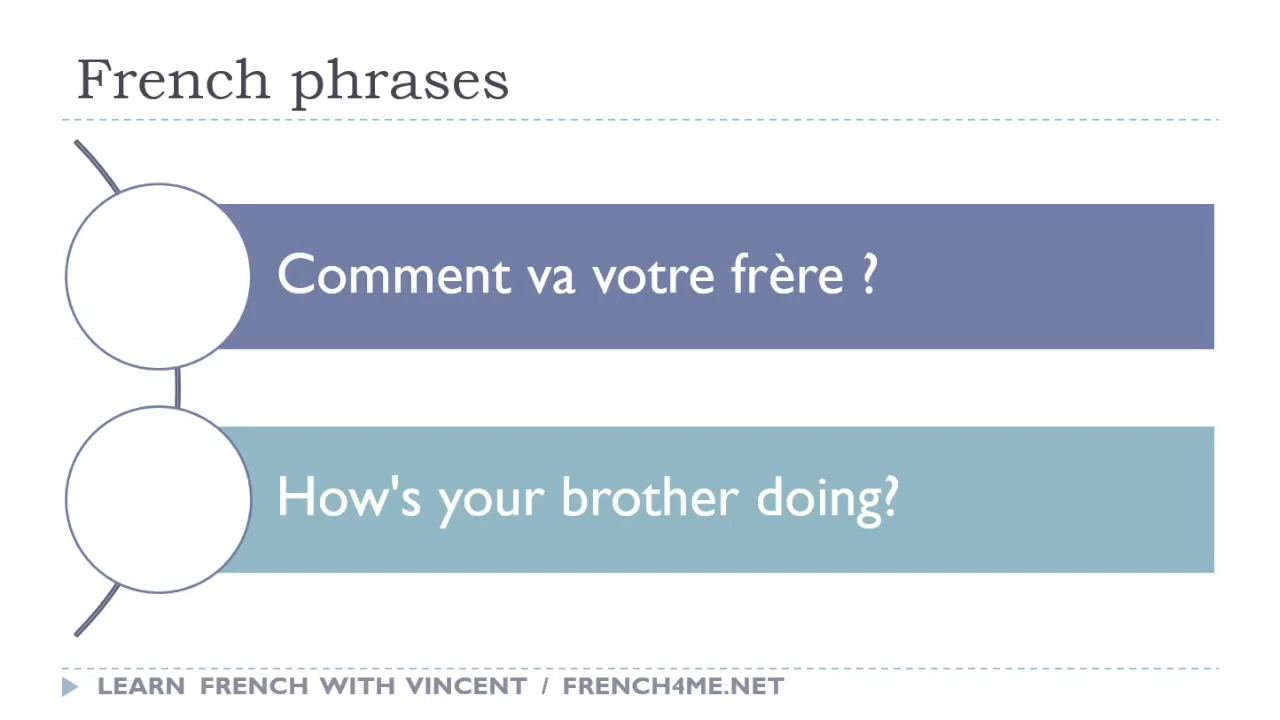 French phrases
Comment va votre frère ?
How's your brother doing?
LEARN FRENCH WITH VINCENT / FRENCH4ME.NET